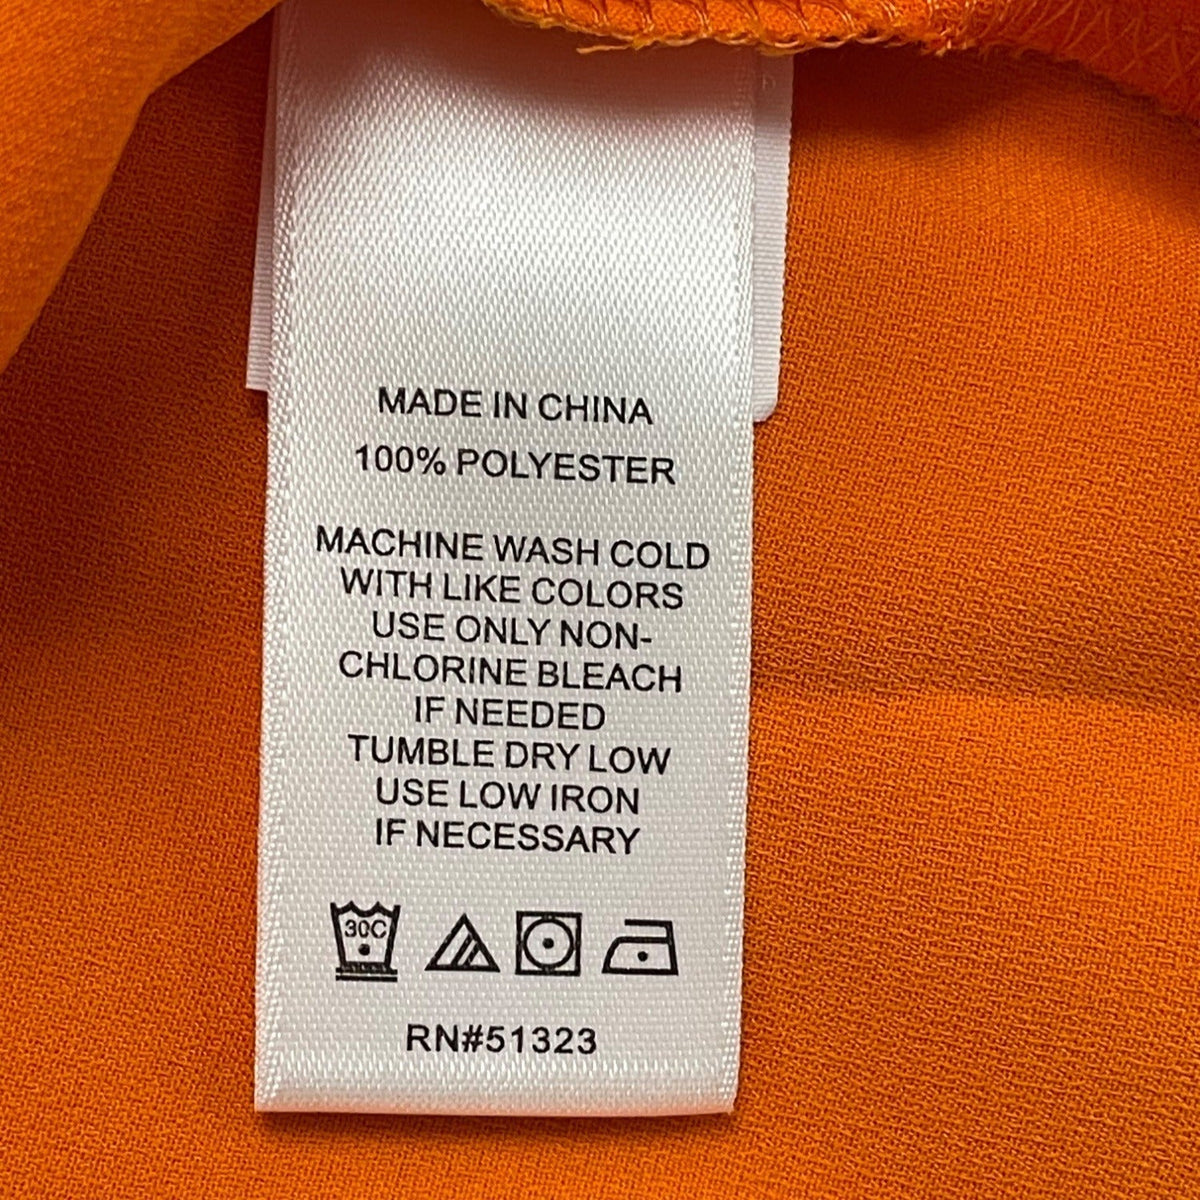 MADE IN CHINA
100% POLYESTER
MACHINE WASH COLD
WITH LIKE COLORS
USE ONLY NON-
CHLORINE BLEACH
IF NEEDED
TUMBLE DRY LOW
USE LOW IRON
IF NECESSARY
30C
RN#51323